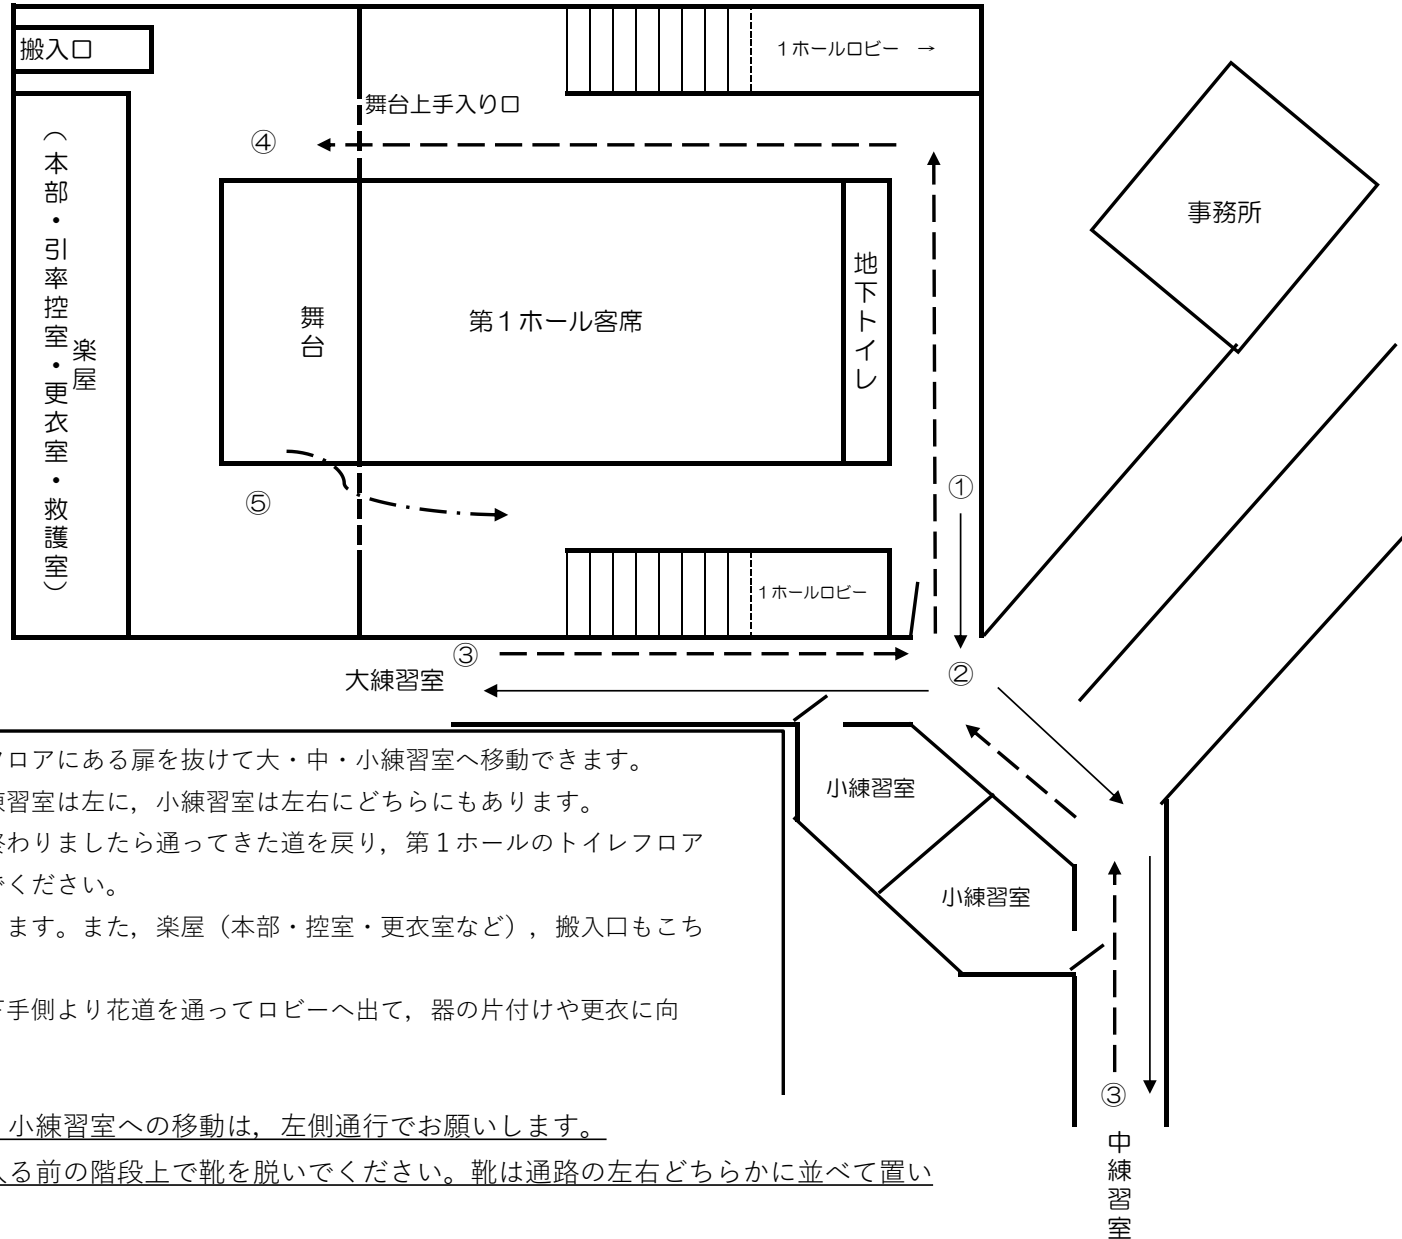 搬入口
1ホールロビー →
舞台上手入り口
④
事務所
(本部・引率控室・更衣室・救護室)
楽屋
舞台
第1ホール客席
地下トイレ
①
⑤
1ホールロビー
③
大練習室
②
フロアにある扉を抜けて大・中・小練習室へ移動できます。
練習室は左に，小練習室は左右にどちらにもあります。
終わりましたら通ってきた道を戻り，第１ホールのトイレフロア
でください。
ます。また，楽屋（本部・控室・更衣室など）, 搬入口もこち
下手側より花道を通ってロビーへ出て，器の片付けや更衣に向
小練習室への移動は，左側通行でお願いします。
入る前の階段上で靴を脱いでください。靴は通路の左右どちらかに並べて置い
小練習室
小練習室
③
中練習室